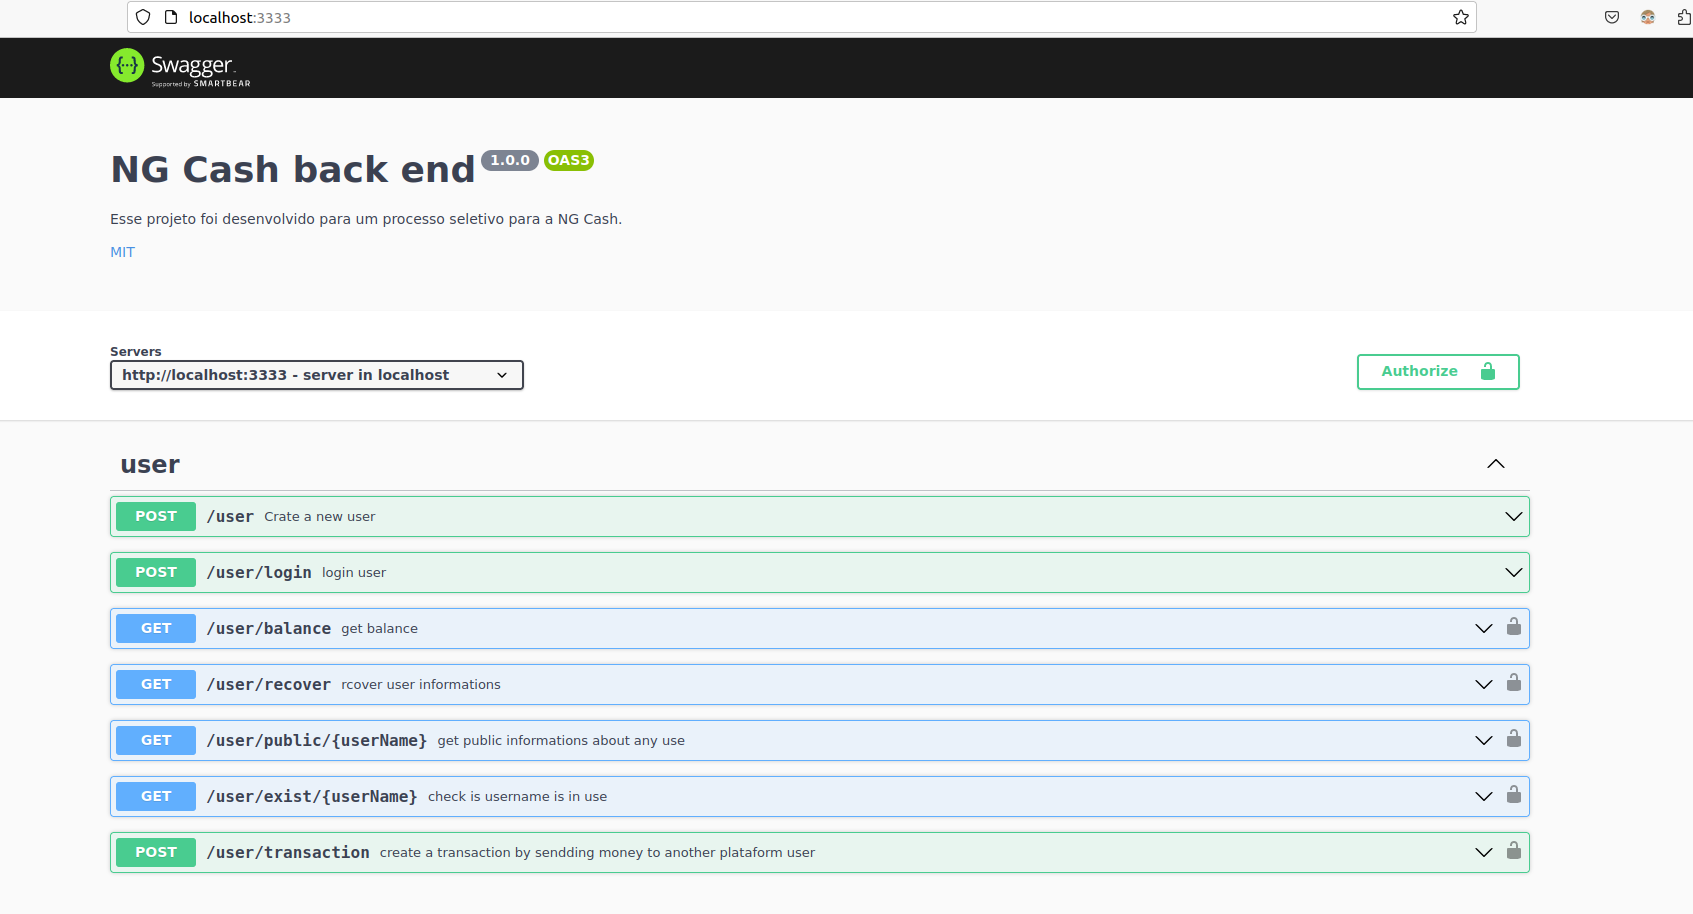 localhost:3333
Swagger
Supported by SMARTBEAR
NG Cash back end 1.0.0 OAS3
Esse projeto foi desenvolvido para um processo seletivo para a NG Cash.
MIT
Servers
http://localhost:3333 - server in localhost
Authorize
user
POST /user Crate a new user
POST /user/login login user
GET /user/balance get balance
GET /user/recover rcover user informations
GET /user/public/{userName} get public informations about any use
GET /user/exist/{userName} check is username is in use
POST /user/transaction create a transaction by sendding money to another plataform user